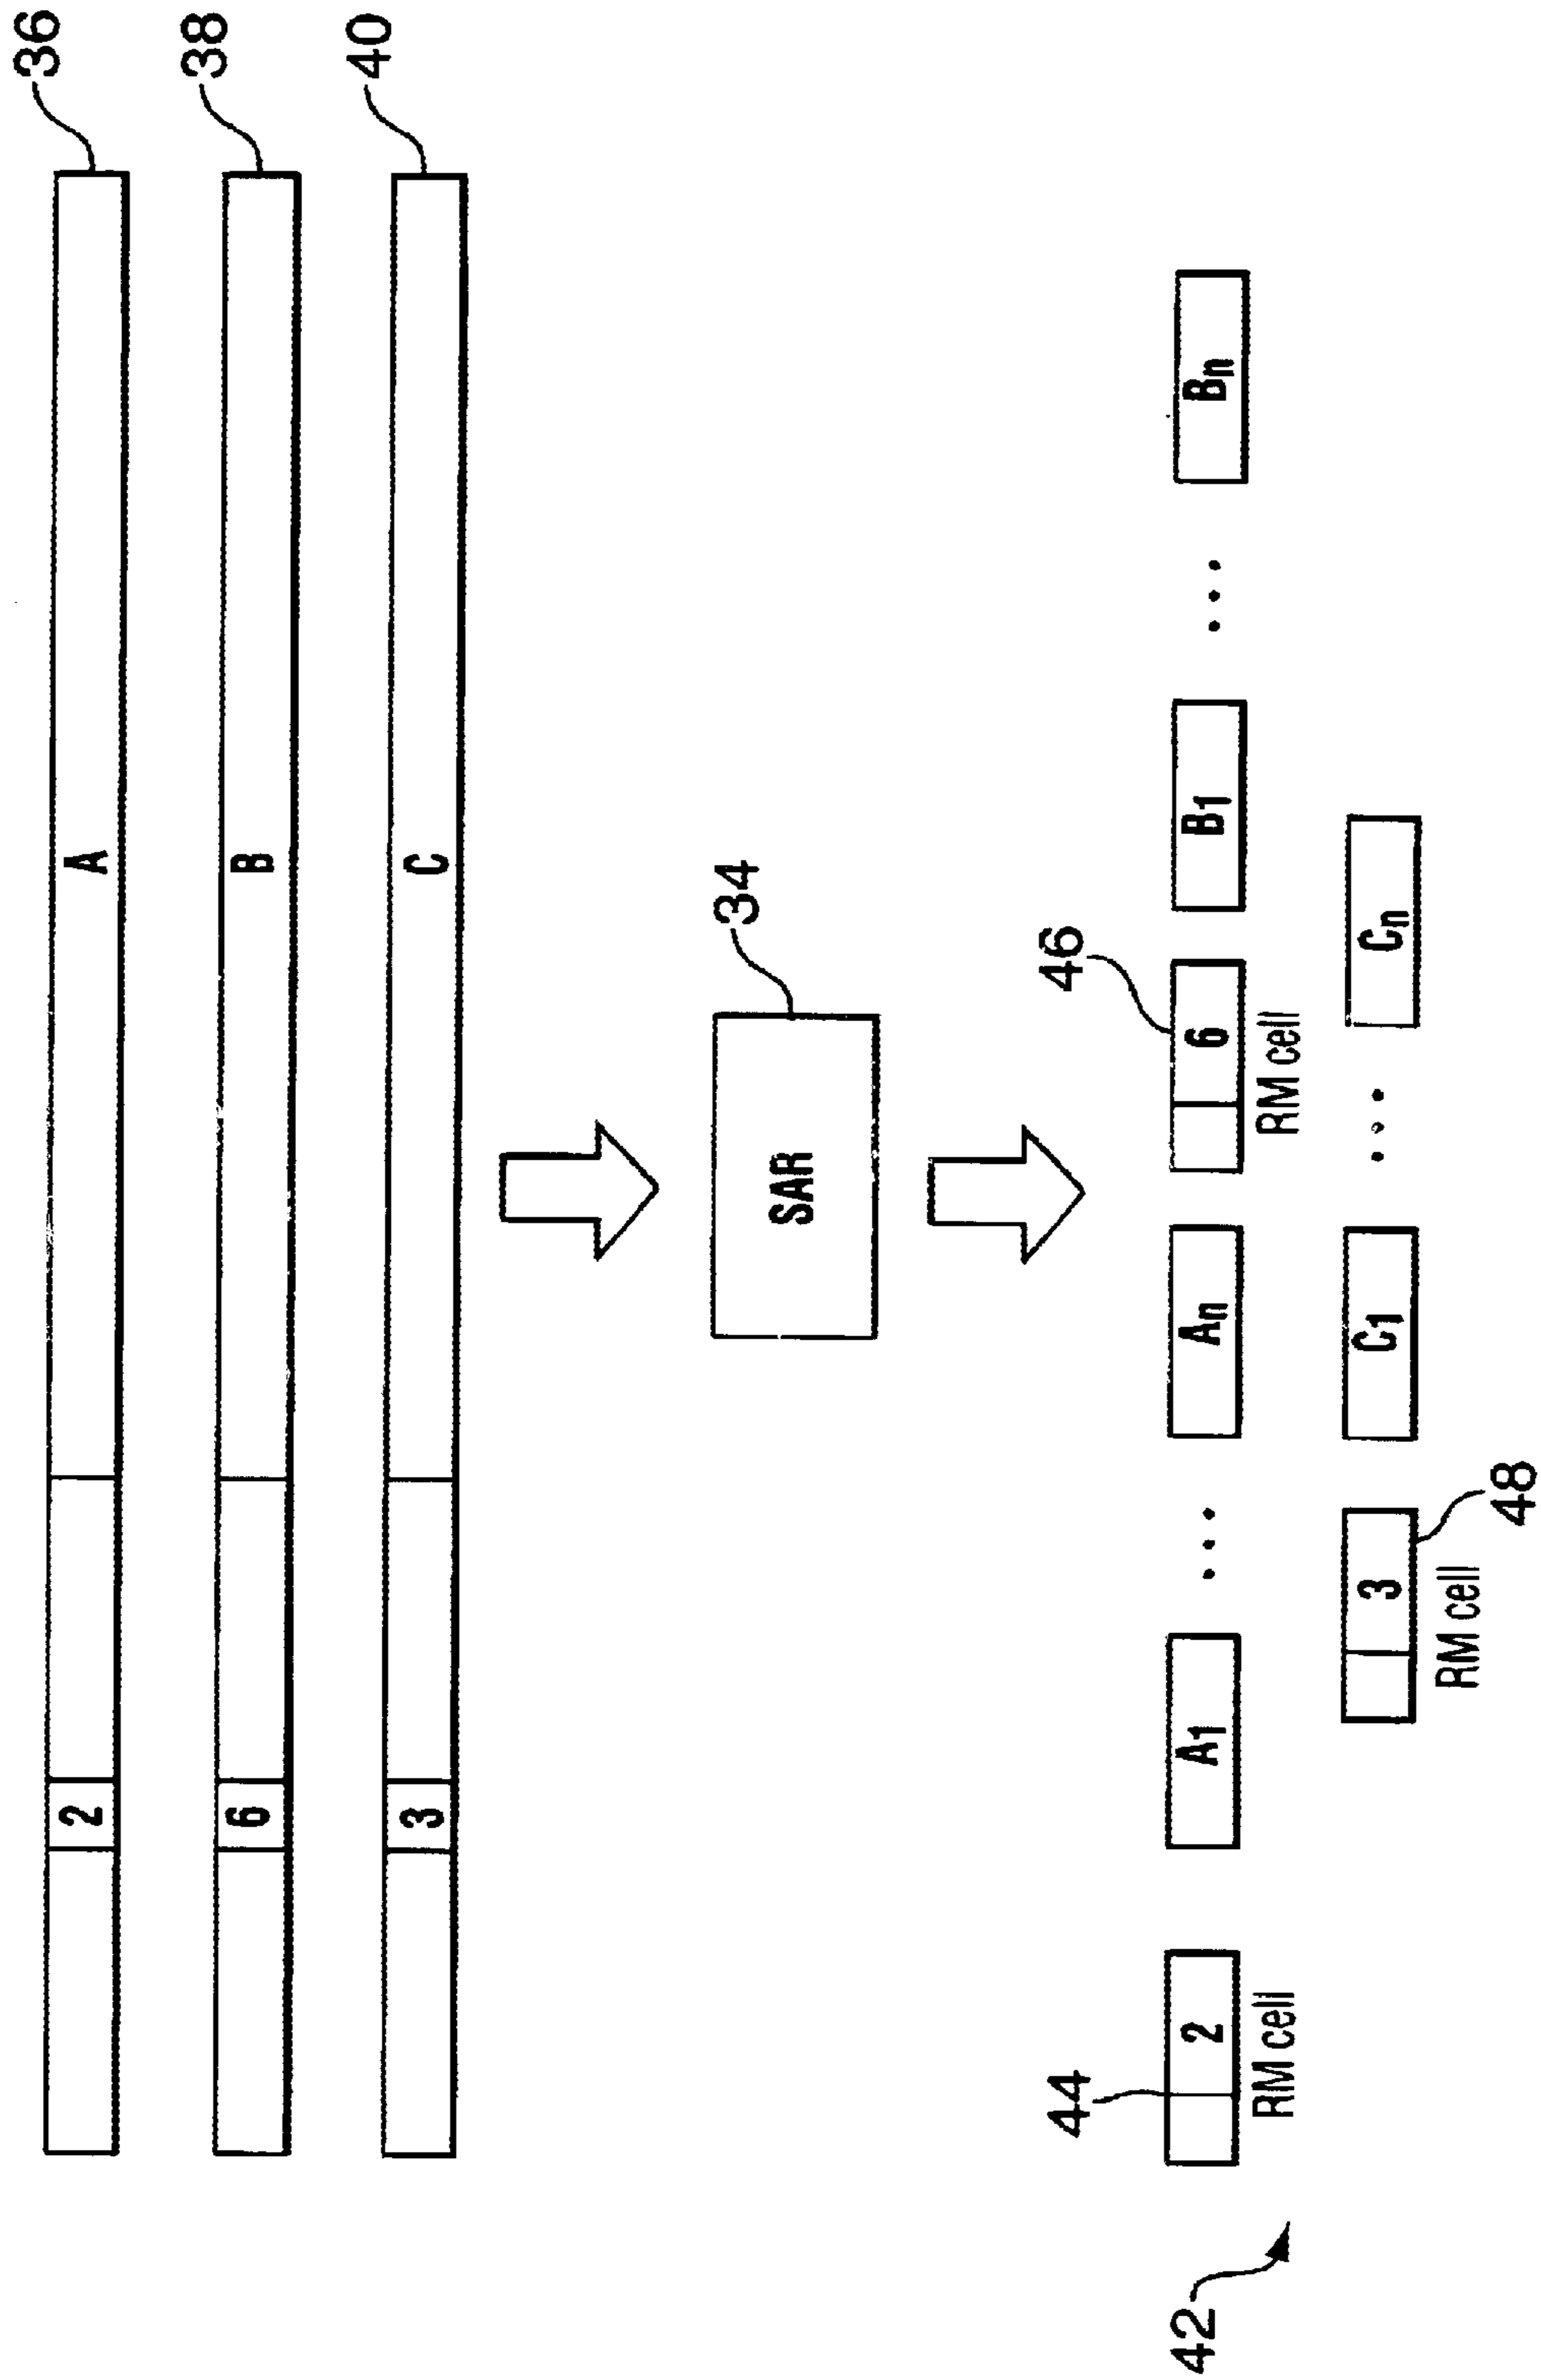 2 A 36
6 B 38
3 C 40
SAR 34
44 46
2 A1 ... An 6 B1 ... Bn
RM cell RM cell
42
3 C1 ... Cn
RM cell 48